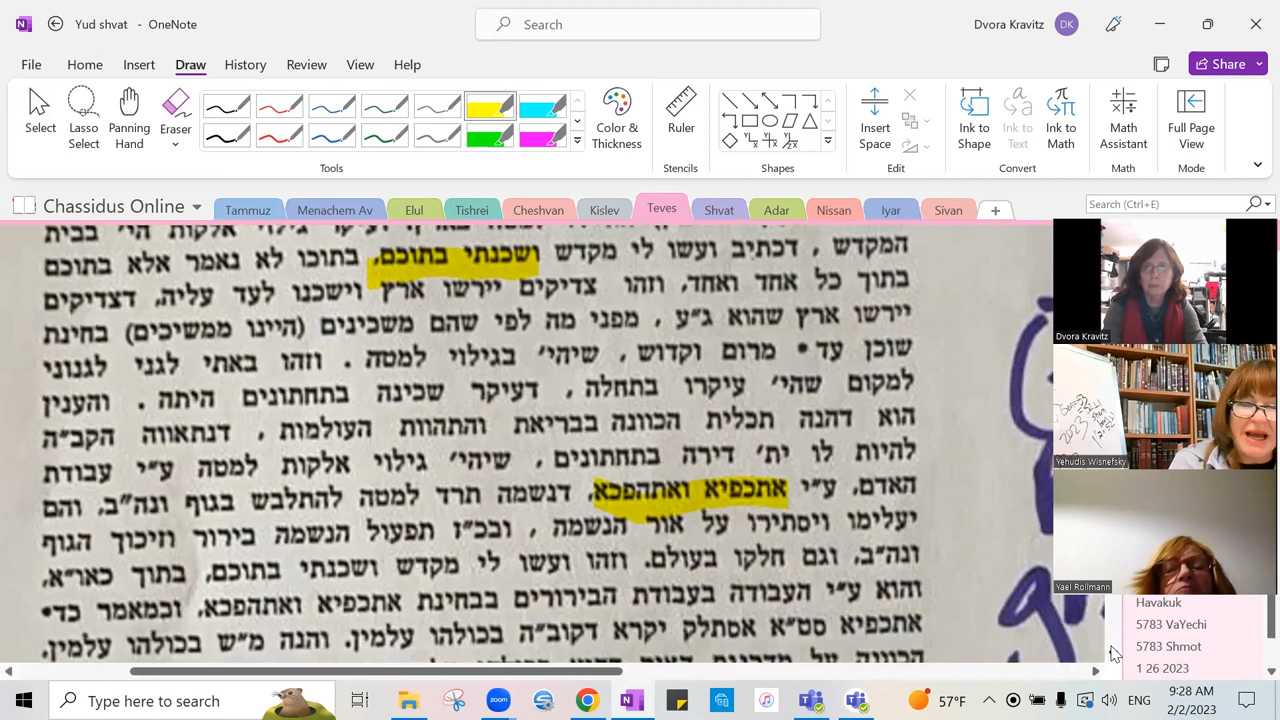 Yud shvat - OneNote
Search
Dvora Kravitz
DK
File
Home
Insert
Draw
History
Review
View
Help
Share
Select
Lasso Select
Panning Hand
Eraser
Color & Thickness
Ruler
Insert Space
Ink to Shape
Ink to Text
Ink to Math
Math Assistant
Full Page View
Tools
Stencils
Shapes
Edit
Convert
Math
Mode
Chassidus Online
Tammuz
Menachem Av
Elul
Tishrei
Cheshvan
Kislev
Teves
Shvat
Adar
Nissan
Iyar
Sivan
Search (Ctrl+E)
המקדש, דכתיב ועשו לי מקדש ושכנתי בתוכם, בתוכו לא נאמר אלא בתוכם
בתוך כל אחד ואחד, וזהו צדיקים יירשו ארץ וישכנו לעד עליה, דצדיקים
יירשו ארץ שהוא ג״ע, מפני מה לפי שהם משכינים (היינו ממשיכים) בחינת
שוכן עד* מרום וקדוש, שיהי׳ בגילוי למטה. וזהו באתי לגני לגנוני
למקום שהי׳ עיקרו בתחלה, דעיקר שכינה בתחתונים היתה. והענין
הוא דהנה תכלית הכוונה בבריאת והתהוות העולמות, דנתאווה הקב״ה
להיות לו ית׳ דירה בתחתונים, שיהי׳ גילוי אלקות למטה ע״י עבודת
האדם, ע״י אתכפיא ואתהפכא, דנשמה תרד למטה להתלבש בגוף ונה״ב, והם
יעלימו ויסתירו על אור הנשמה, ובכ״ז תפעול הנשמה בירור וזיכוך הגוף
ונה״ב, וגם חלקו בעולם. וזהו ועשו לי מקדש ושכנתי בתוכם, בתוך כאו״א,
והוא ע״י העבודה בעבודת הבירורים בבחינת אתכפיא ואתהפכא, וכמאמר כד*
אתכפיא סט״א אסתלק יקרא דקוב״ה בכולהו עלמין. והנה מ״ש בכולהו עלמין,
Dvora Kravitz
2023
Yehudis Wisnefsky
Yael Rollmann
Havakuk
5783 VaYechi
5783 Shmot
1 26 2023
Type here to search
57°F
ENG
9:28 AM
2/2/2023